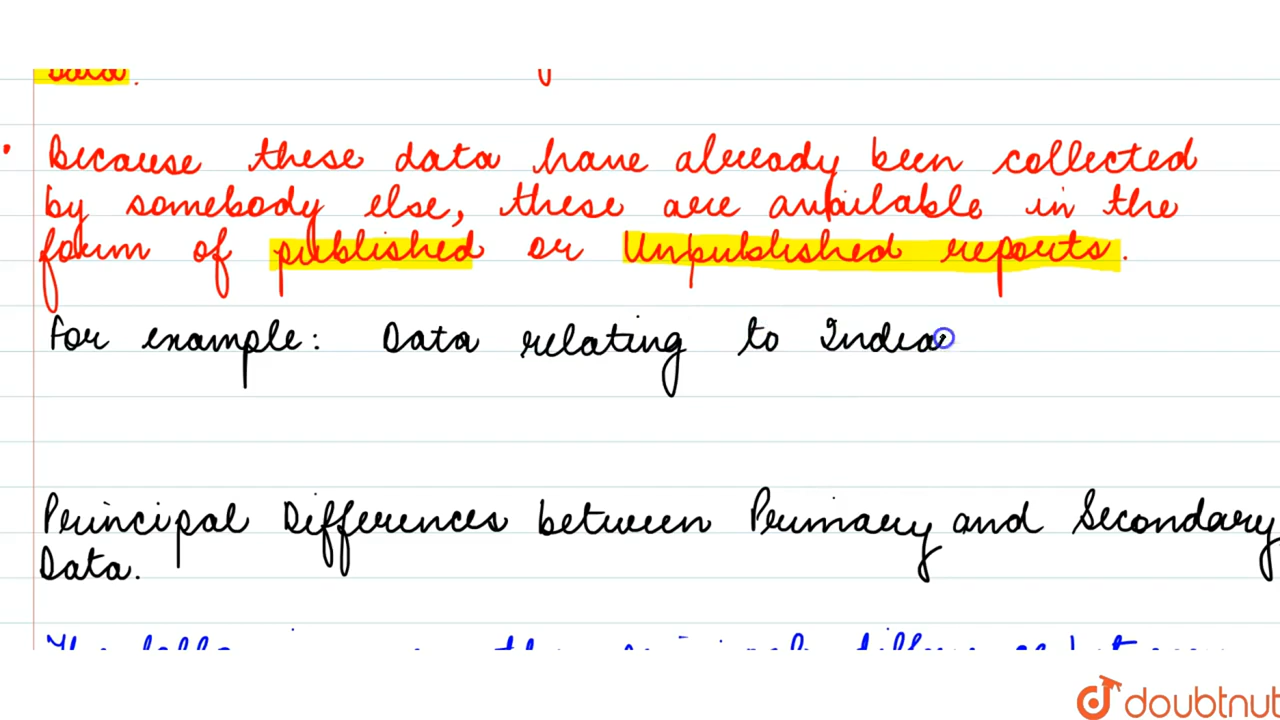 Data.
Because these data have already been collected
by somebody else, these are available in the
form of published or Unpublished reports.
For example: Data relating to India
Principal Differences between Primary and Secondary
Data.
doubtnut